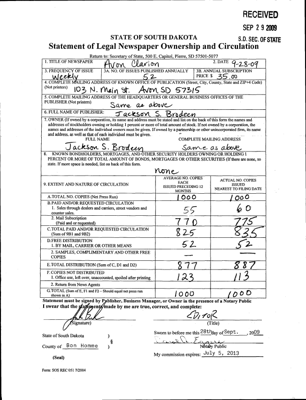 RECEIVED
SEP 29 2009
S.D. SEC. OF STATE
STATE OF SOUTH DAKOTA
Statement of Legal Newspaper Ownership and Circulation
Return to: Secretary of State, 500 E. Capitol, Pierre, SD 57501-5077
1. TITLE OF NEWSPAPER Avon Clarion 2. DATE 9-28-09
3. FREQUENCY OF ISSUE weekly 3A. NO. OF ISSUES PUBLISHED ANNUALLY 52 3B. ANNUAL SUBSCRIPTION PRICE $ 35.00
4. COMPLETE MAILING ADDRESS OF KNOWN OFFICE OF PUBLICATION (Street, City, County, State and ZIP+4 Code)
(Not printers) 103 N. Main St. Avon SD 57315
5. COMPLETE MAILING ADDRESS OF THE HEADQUARTERS OR GENERAL BUSINESS OFFICES OF THE
PUBLISHER (Not printers) Same as above
6. FULL NAME OF PUBLISHER: Jackson S. Brodeen
7. OWNER (If owned by a corporation, its name and address must be stated and also on the back of this form the names and
addresses of stockholders owning or holding 1 percent or more of total amount of stock. If not owned by a corporation, the
names and addresses of the individual owners must be given. If owned by a partnership or other unincorporated firm, its name
and address, as well as that of each individual must be given.
FULL NAME COMPLETE MAILING ADDRESS
Jackson S. Brodeen Same as above
8. KNOWN BONDHOLDERS, MORTGAGES, AND OTHER SECURITY HOLDERS OWNING OR HOLDING 1
PERCENT OR MORE OF TOTAL AMOUNT OF BONDS, MORTGAGES OR OTHER SECURITIES (If there are none, so
state. If more space is needed, list on back of this form.
none
9. EXTENT AND NATURE OF CIRCULATION AVERAGE NO. COPIES EACH ISSUED PRECEDING 12 MONTHS ACTUAL NO. COPIES ISSUED NEAREST TO FILING DATE
A. TOTAL NO. COPIES (Net Press Run) 1000 1000
B. PAID AND/OR REQUESTED CIRCULATION
1. Sales through dealers and carriers, street vendors and
counter sales. 55 60
2. Mail Subscription
(Paid and or requested) 770 775
C. TOTAL PAID AND/OR REQUESTED CIRCULATION
(Sum of 9B1 and 9B2) 825 835
D. FREE DISTRIBUTION
1. BY MAIL, CARRIER OR OTHER MEANS 52 52
2. SAMPLES, COMPLIMENTARY AND OTHER FREE
COPIES — —
E. TOTAL DISTRIBUTION (Sum of C, D1 and D2) 877 887
F. COPIES NOT DISTRIBUTED
1. Office use, left over, unaccounted, spoiled after printing 123 113
2. Return from News Agents
G. TOTAL (Sum of E, F1 and F2 - Should equal net press run
shown in A) 1000 1000
Statement must be signed by Publisher, Business Manager, or Owner in the presence of a Notary Public
I swear that the statements made by me are true, correct, and complete:
Editor
(Signature) (Title)
State of South Dakota )
Sworn to before me this 28th day of Sept. , 2009
County of Bon Homme )
Notary Public
(Seal) My commission expires: July 5, 2013
Form: SOS REC 051 7/2004